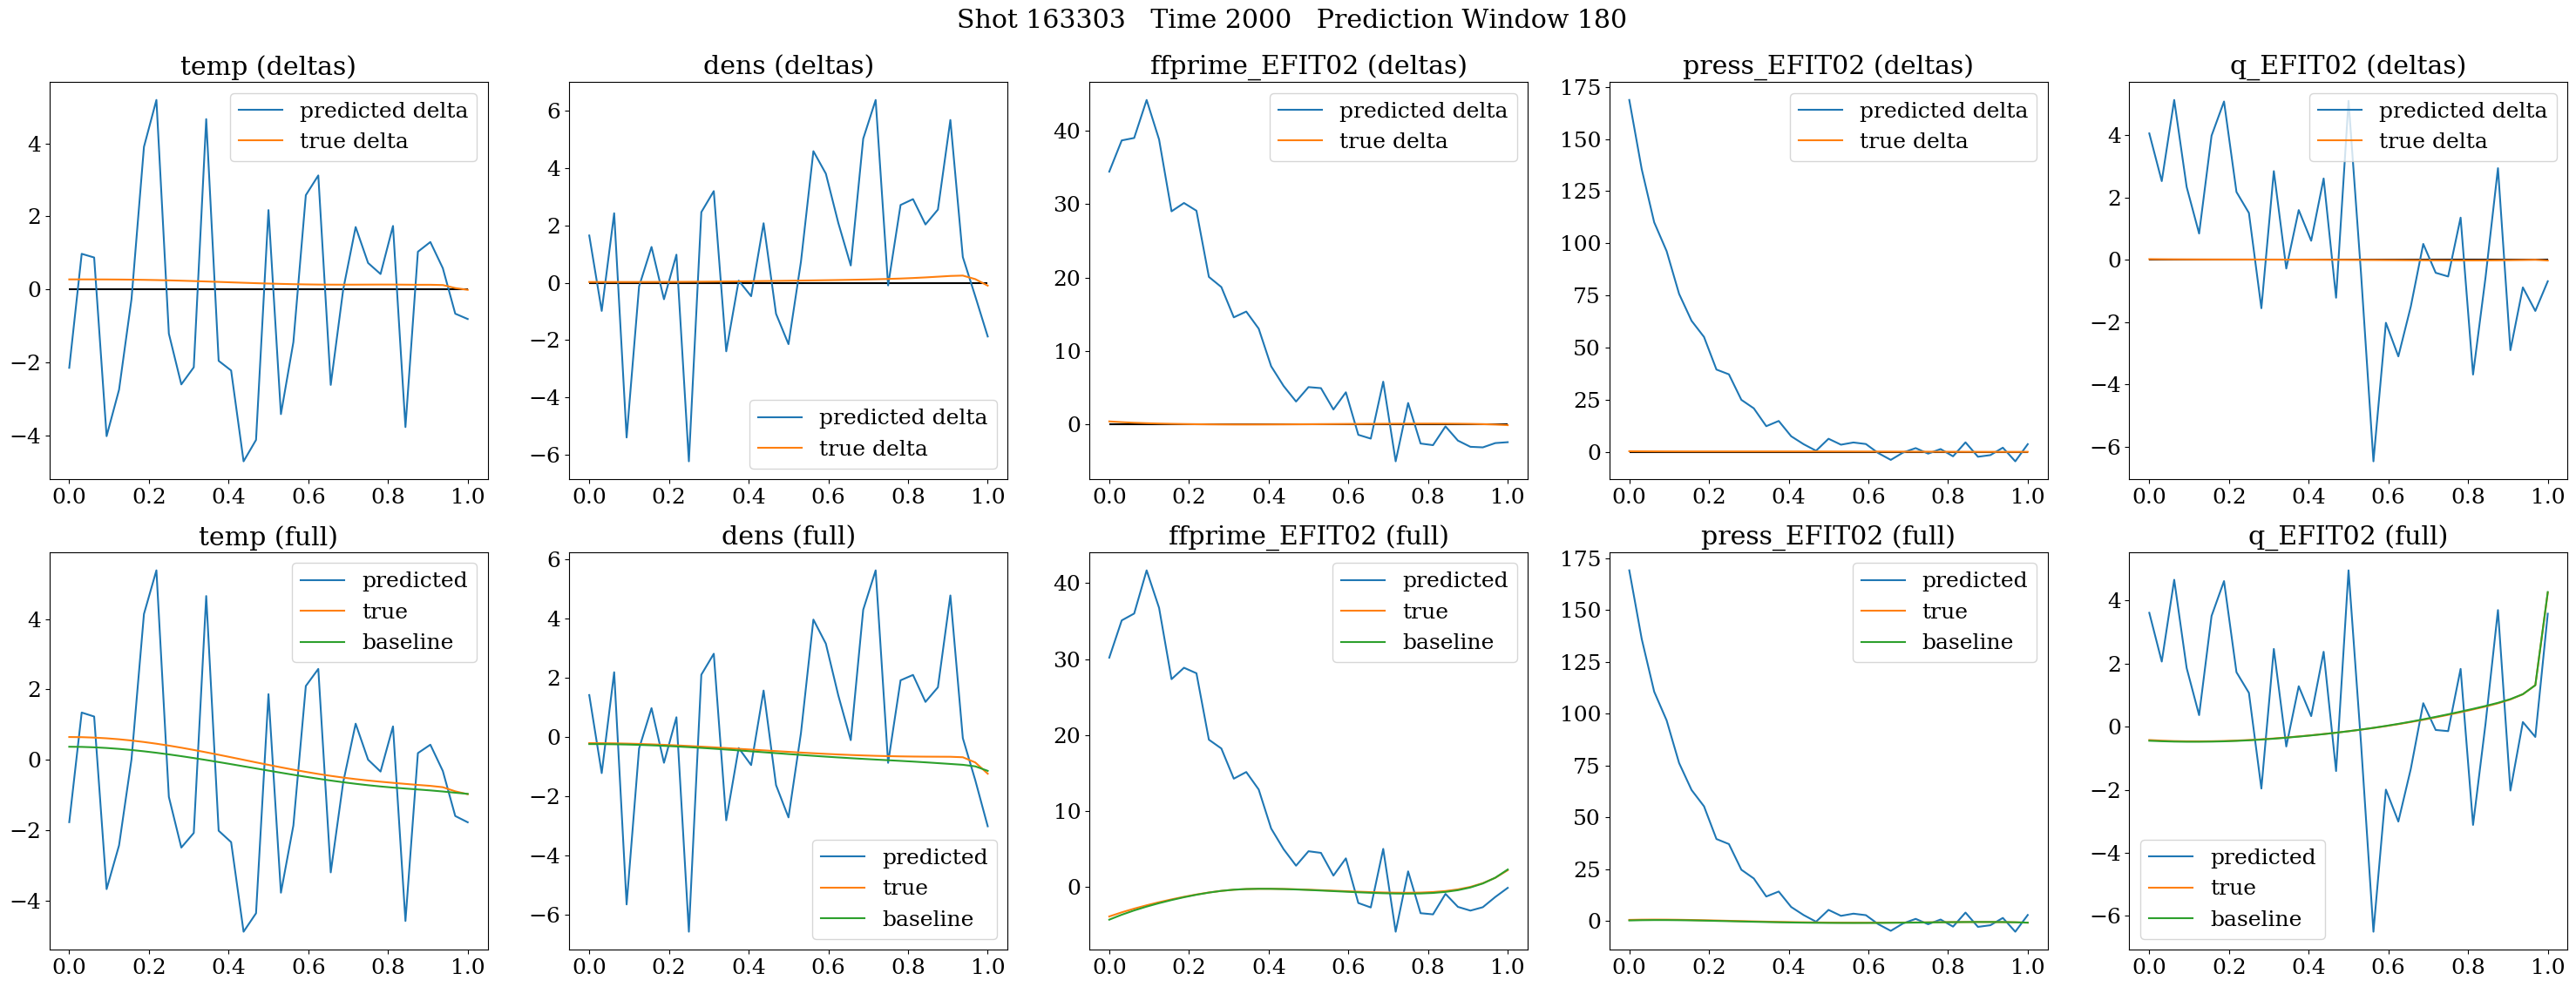 Shot 163303   Time 2000   Prediction Window 180
temp (deltas)
predicted delta
true delta
4
2
0
−2
−4
0.0 0.2 0.4 0.6 0.8 1.0
dens (deltas)
6
4
2
0
−2
−4
−6
predicted delta
true delta
0.0 0.2 0.4 0.6 0.8 1.0
ffprime_EFIT02 (deltas)
predicted delta
true delta
40
30
20
10
0
0.0 0.2 0.4 0.6 0.8 1.0
press_EFIT02 (deltas)
predicted delta
true delta
175
150
125
100
75
50
25
0
0.0 0.2 0.4 0.6 0.8 1.0
q_EFIT02 (deltas)
predicted delta
true delta
4
2
0
−2
−4
−6
0.0 0.2 0.4 0.6 0.8 1.0
temp (full)
predicted
true
baseline
4
2
0
−2
−4
0.0 0.2 0.4 0.6 0.8 1.0
dens (full)
6
4
2
0
−2
−4
−6
predicted
true
baseline
0.0 0.2 0.4 0.6 0.8 1.0
ffprime_EFIT02 (full)
predicted
true
baseline
40
30
20
10
0
0.0 0.2 0.4 0.6 0.8 1.0
press_EFIT02 (full)
predicted
true
baseline
175
150
125
100
75
50
25
0
0.0 0.2 0.4 0.6 0.8 1.0
q_EFIT02 (full)
4
2
0
−2
−4
−6
predicted
true
baseline
0.0 0.2 0.4 0.6 0.8 1.0